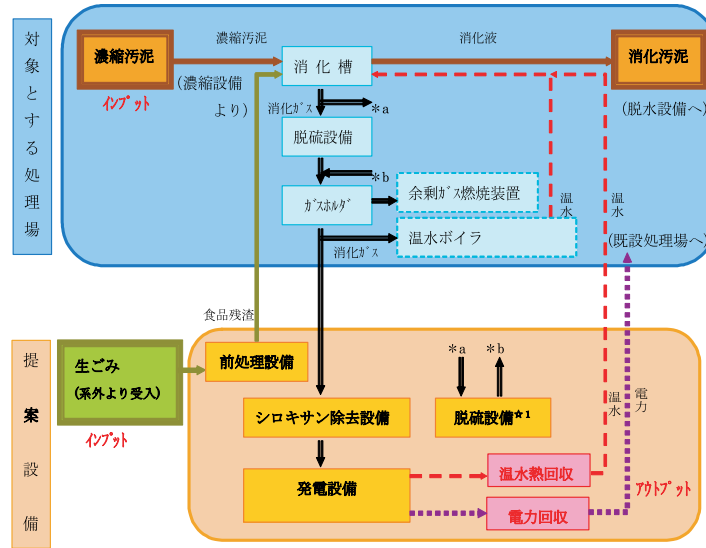 対象とする処理場
濃縮汚泥
インプット
濃縮汚泥
(濃縮設備
より)
消化槽
消化液
消化汚泥
(脱水設備へ)
消化ガス
*a
脱硫設備
*b
ガスホルダ
余剰ガス燃焼装置
温水ボイラ
消化ガス
温水
温水
(既設処理場へ)
食品残渣
提案設備
生ごみ
(系外より受入)
インプット
前処理設備
*a
*b
シロキサン除去設備
脱硫設備☆1
温水
電力
発電設備
温水熱回収
電力回収
アウトプット